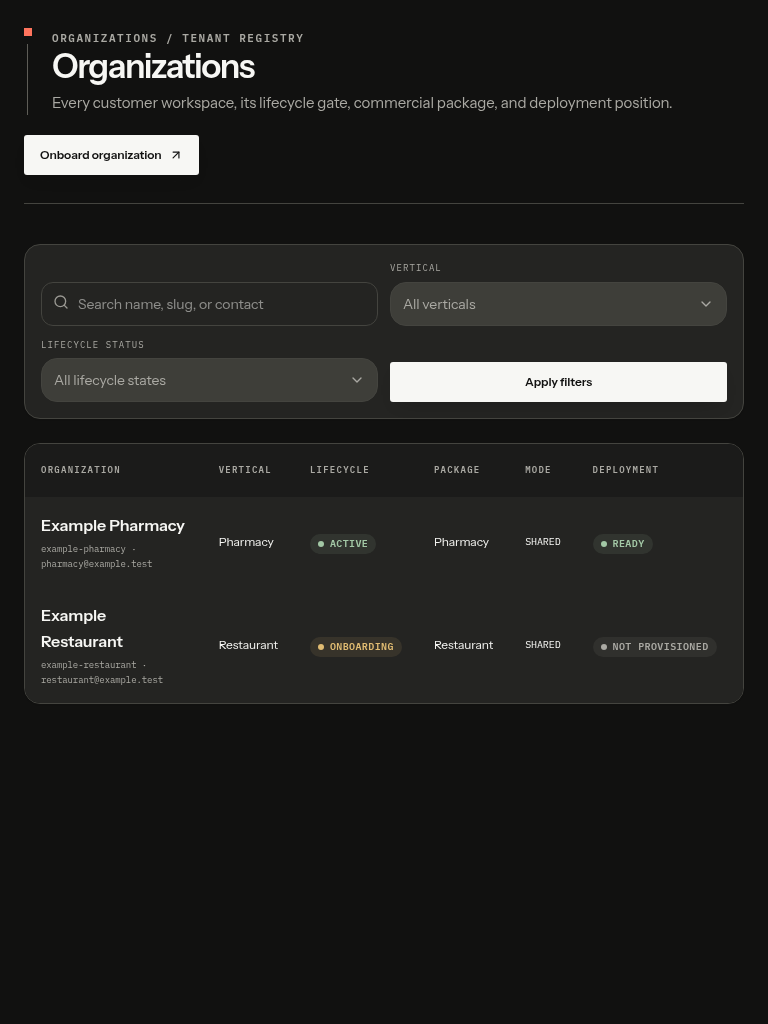 ORGANIZATIONS / TENANT REGISTRY
Organizations
Every customer workspace, its lifecycle gate, commercial package, and deployment position.
Onboard organization
VERTICAL
Search name, slug, or contact
All verticals
LIFECYCLE STATUS
All lifecycle states
Apply filters
ORGANIZATION VERTICAL LIFECYCLE PACKAGE MODE DEPLOYMENT
Example Pharmacy
example-pharmacy ·
pharmacy@example.test
Pharmacy ACTIVE Pharmacy SHARED READY
Example
Restaurant
example-restaurant ·
restaurant@example.test
Restaurant ONBOARDING Restaurant SHARED NOT PROVISIONED